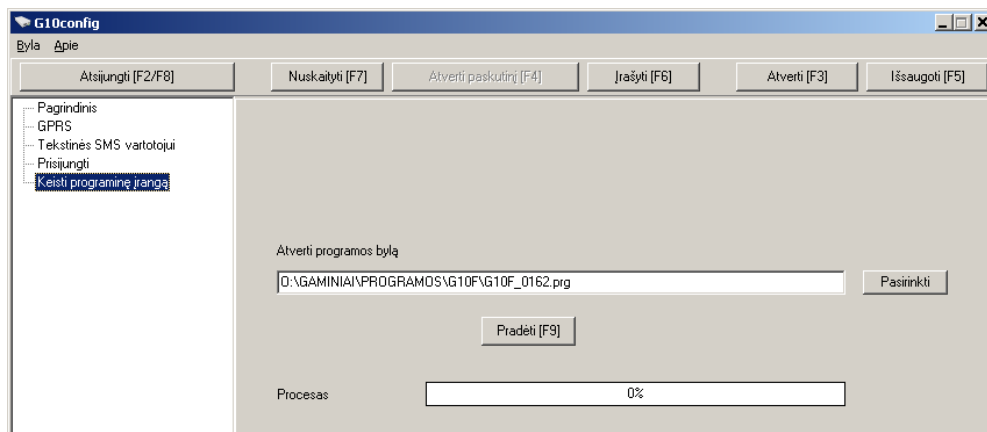 G10config
Byla Apie
Atsijungti [F2/F8] Nuskaityti [F7] Atverti paskutinį [F4] Įrašyti [F6] Atverti [F3] Išsaugoti [F5]
Pagrindinis
GPRS
Tekstinės SMS vartotojui
Prisijungti
Keisti programinę įrangą
Atverti programos bylą
O:\GAMINIAI\PROGRAMOS\G10F\G10F_0162.prg Pasirinkti
Pradėti [F9]
Procesas 0%